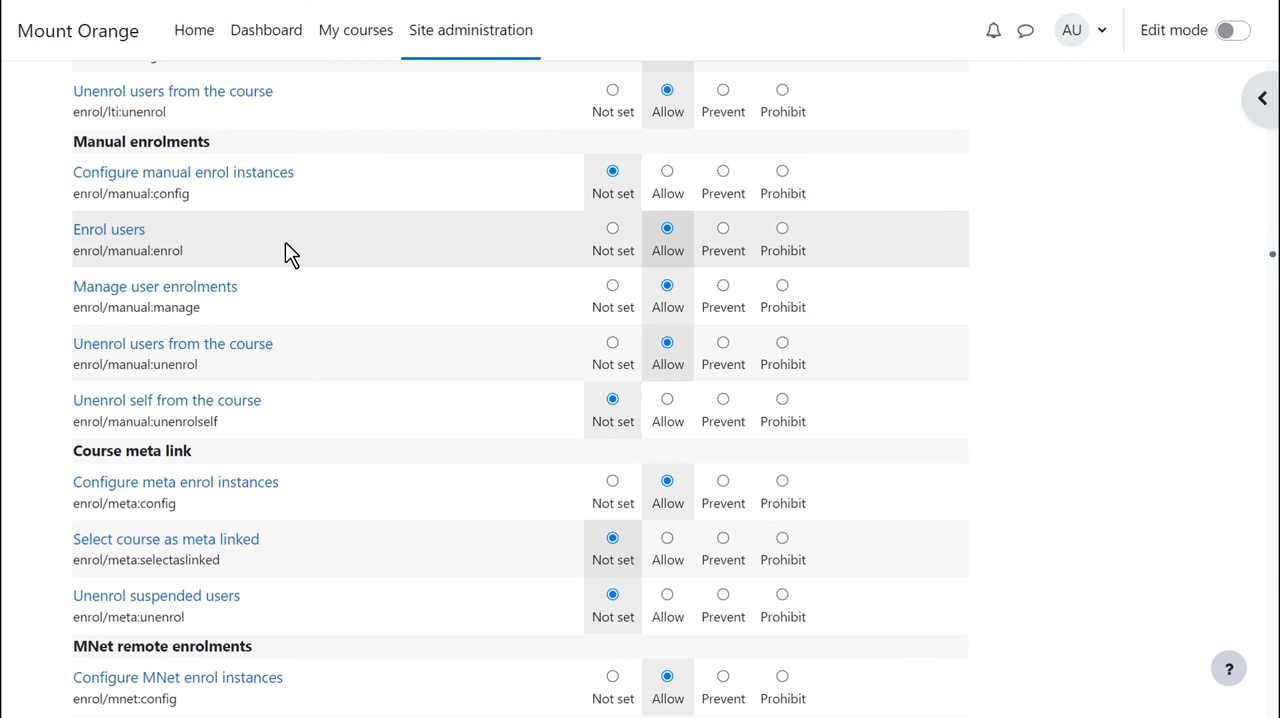 Mount Orange Home Dashboard My courses Site administration AU Edit mode
Unenrol users from the course
enrol/lti:unenrol Not set Allow Prevent Prohibit
Manual enrolments
Configure manual enrol instances
enrol/manual:config Not set Allow Prevent Prohibit
Enrol users
enrol/manual:enrol Not set Allow Prevent Prohibit
Manage user enrolments
enrol/manual:manage Not set Allow Prevent Prohibit
Unenrol users from the course
enrol/manual:unenrol Not set Allow Prevent Prohibit
Unenrol self from the course
enrol/manual:unenrolself Not set Allow Prevent Prohibit
Course meta link
Configure meta enrol instances
enrol/meta:config Not set Allow Prevent Prohibit
Select course as meta linked
enrol/meta:selectaslinked Not set Allow Prevent Prohibit
Unenrol suspended users
enrol/meta:unenrol Not set Allow Prevent Prohibit
MNet remote enrolments
Configure MNet enrol instances
enrol/mnet:config Not set Allow Prevent Prohibit
?